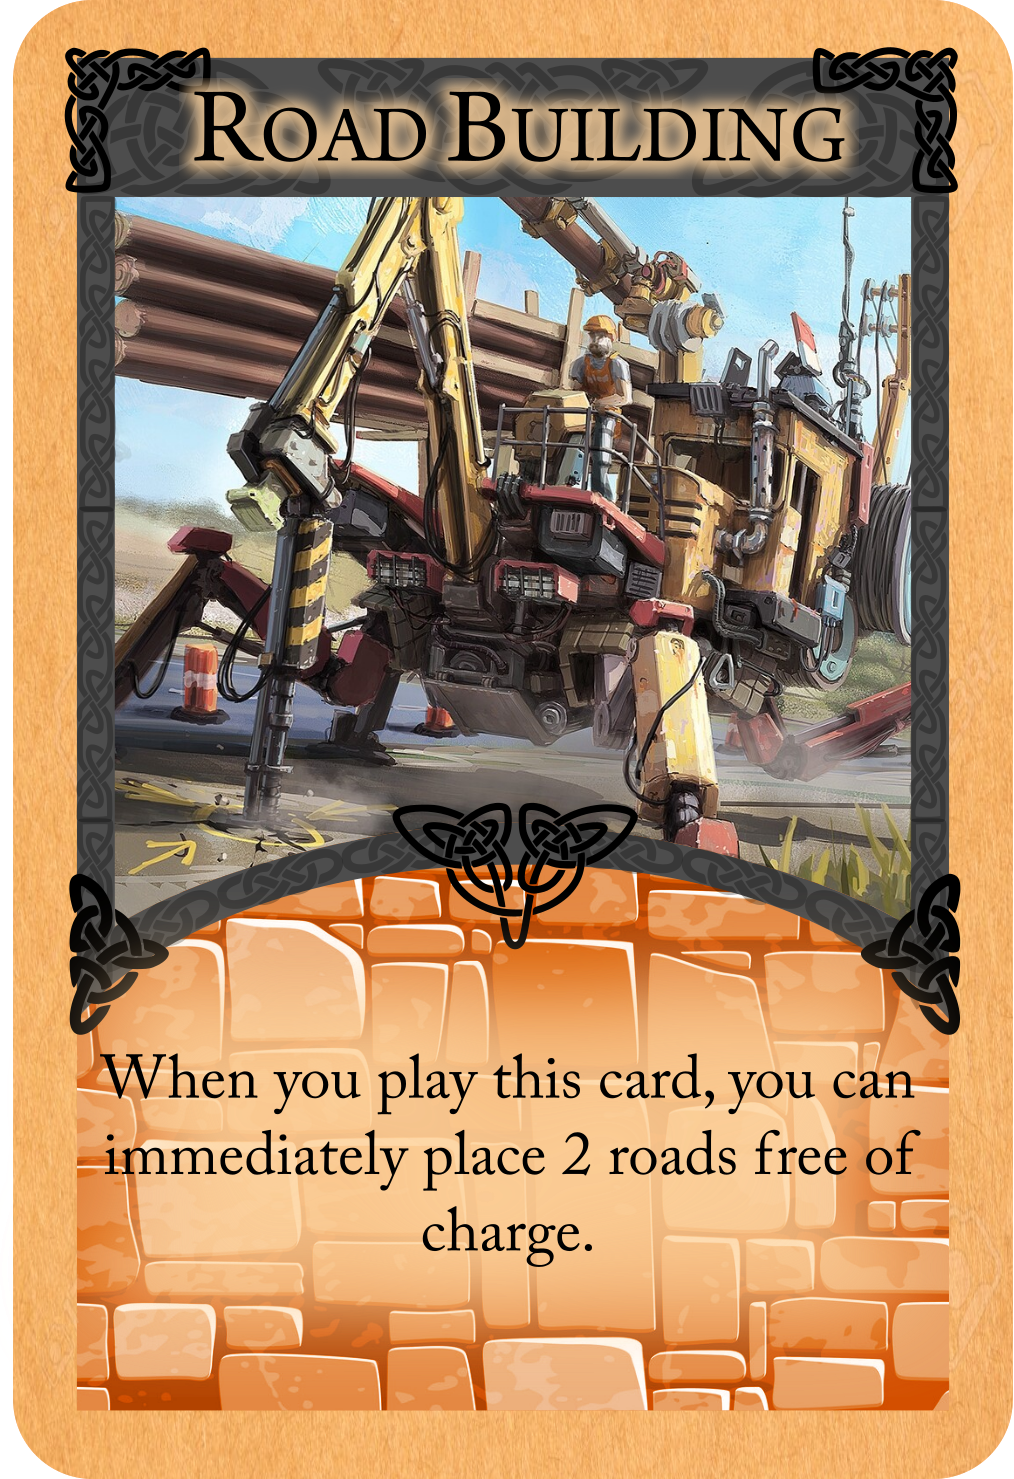 Road Building
When you play this card, you can
immediately place 2 roads free of
charge.